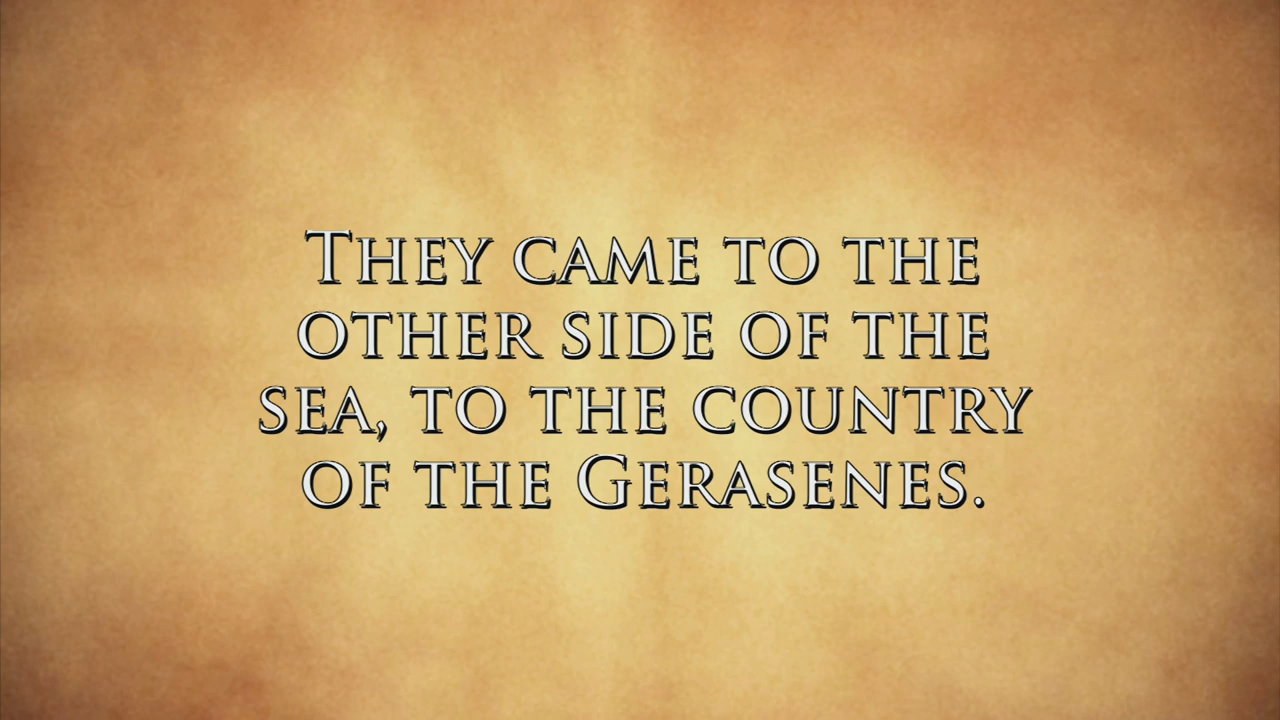 They came to the
other side of the
sea, to the country
of the Gerasenes.